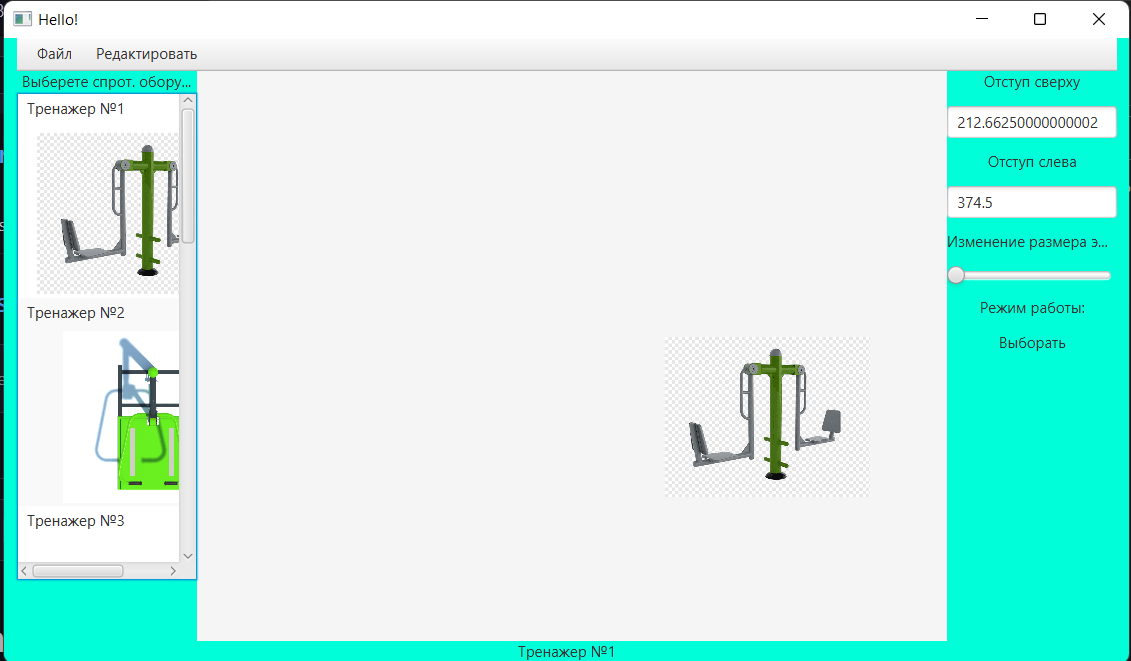 Hello!
Файл Редактировать
Выберете спрот. обору...
Тренажер №1
Тренажер №2
Тренажер №3
Отступ сверху
212.66250000000002
Отступ слева
374.5
Изменение размера э...
Режим работы:
Выборать
Тренажер №1